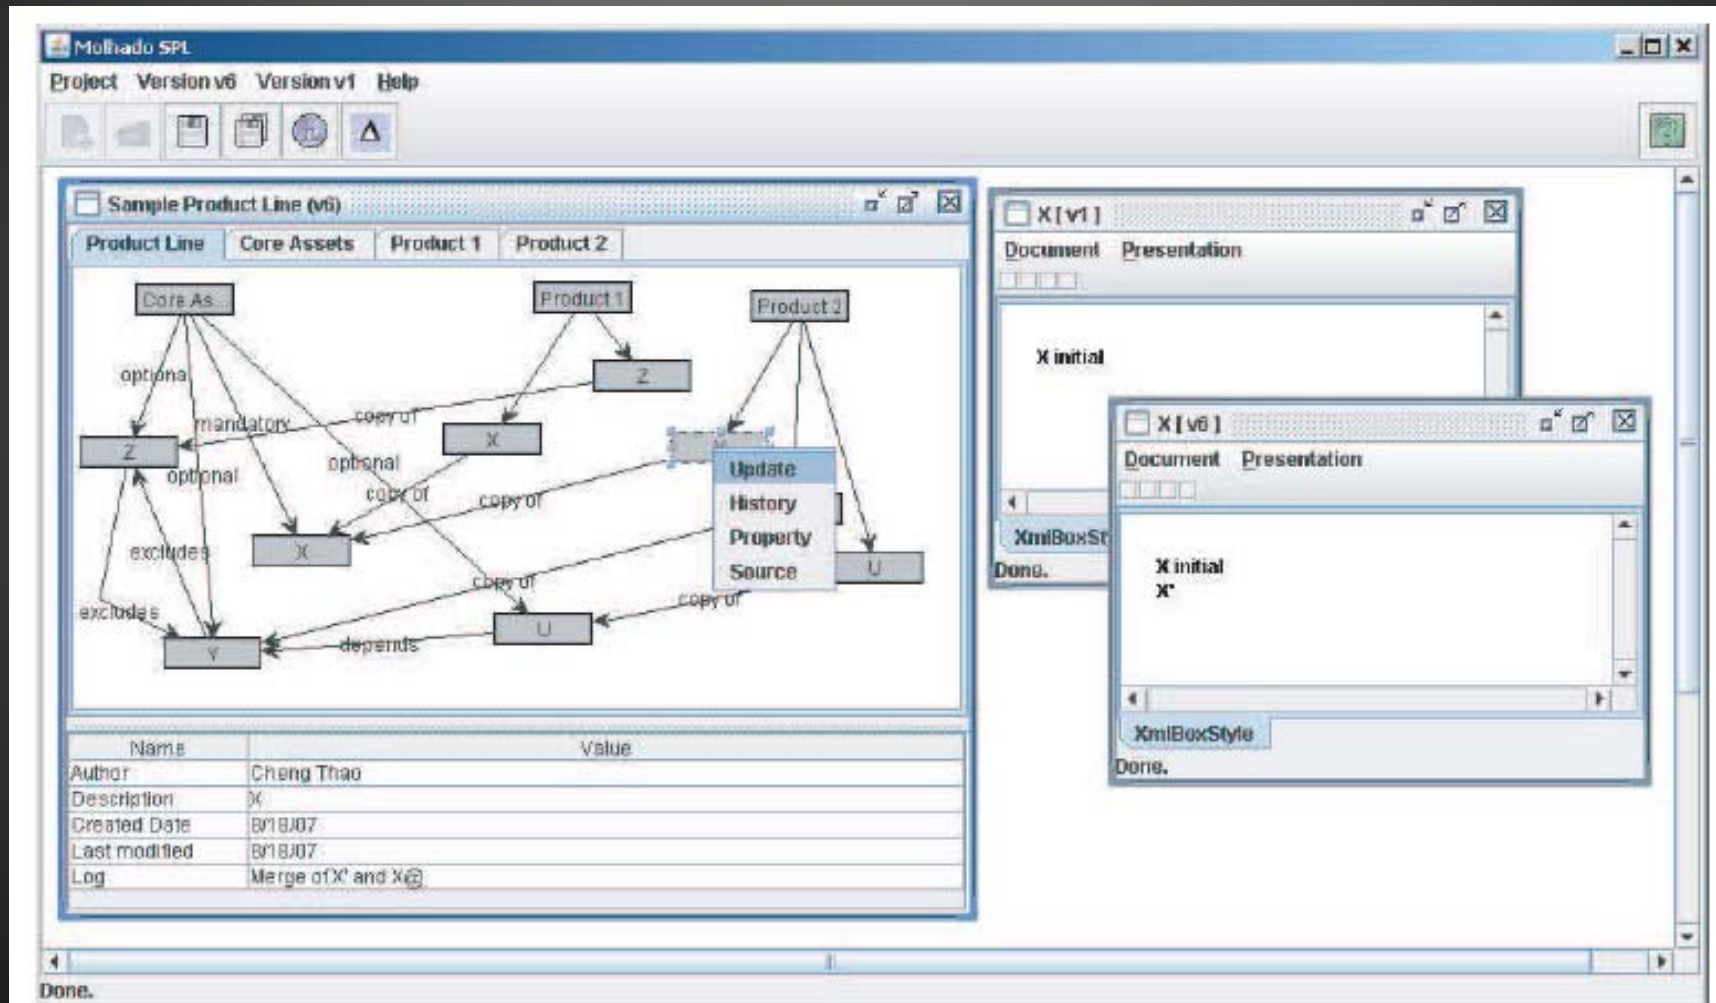 Molhado SPL
Project Version v6 Version v1 Help
Sample Product Line (v6)
Product Line Core Assets Product 1 Product 2
Core As...
Product 1
Product 2
Z
optional
mandatory
copy of
X
Z
optional
optional
copy of
copy of
X
excludes
copy of
excludes
U
copy of
U
depends
Y
Update
History
Property
Source
Name Value
Author Cheng Thao
Description X
Created Date 8/18/07
Last modified 8/18/07
Log Merge of X' and X@
X [ v1 ]
Document Presentation
X initial
XmlBoxSt
Done.
X [ v6 ]
Document Presentation
X initial
X'
XmlBoxStyle
Done.
Done.